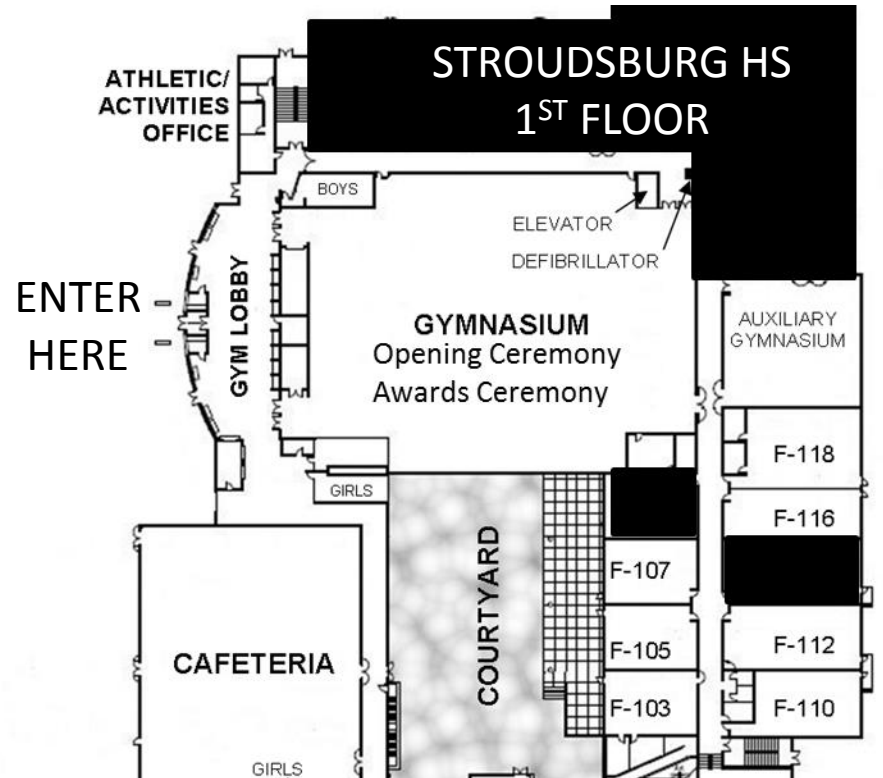 STROUDSBURG HS
1ST FLOOR
ATHLETIC/
ACTIVITIES
OFFICE
BOYS
ELEVATOR
DEFIBRILLATOR
ENTER
HERE
GYM LOBBY
GYMNASIUM
Opening Ceremony
Awards Ceremony
AUXILIARY
GYMNASIUM
F-118
GIRLS
F-116
COURTYARD
F-107
CAFETERIA
F-105
F-112
F-103
F-110
GIRLS